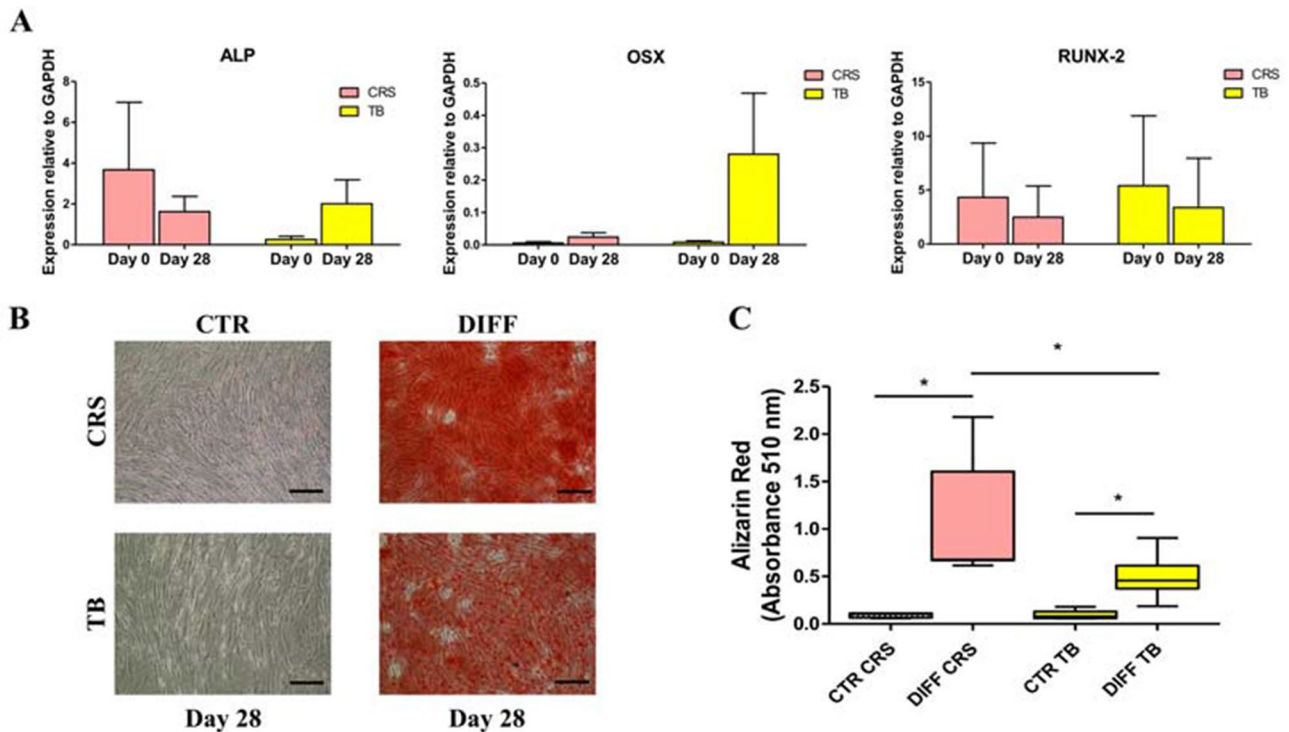 A
ALP
Expression relative to GAPDH
8
6
4
2
0
Day 0 Day 28 Day 0 Day 28
CRS
TB
OSX
Expression relative to GAPDH
0.5
0.4
0.3
0.2
0.1
0.0
Day 0 Day 28 Day 0 Day 28
CRS
TB
RUNX-2
Expression relative to GAPDH
15
10
5
0
Day 0 Day 28 Day 0 Day 28
CRS
TB
B
CTR DIFF
CRS
TB
Day 28 Day 28
C
Alizarin Red
(Absorbance 510 nm)
2.5
2.0
1.5
1.0
0.5
0.0
* * *
CTR CRS
DIFF CRS
CTR TB
DIFF TB